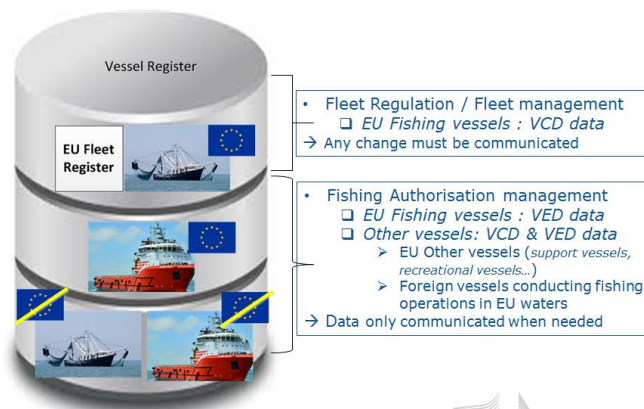 Vessel Register
EU Fleet
Register
• Fleet Regulation / Fleet management
❑ EU Fishing vessels : VCD data
→ Any change must be communicated
• Fishing Authorisation management
❑ EU Fishing vessels : VED data
❑ Other vessels: VCD & VED data
➢ EU Other vessels (support vessels,
recreational vessels…)
➢ Foreign vessels conducting fishing
operations in EU waters
→ Data only communicated when needed